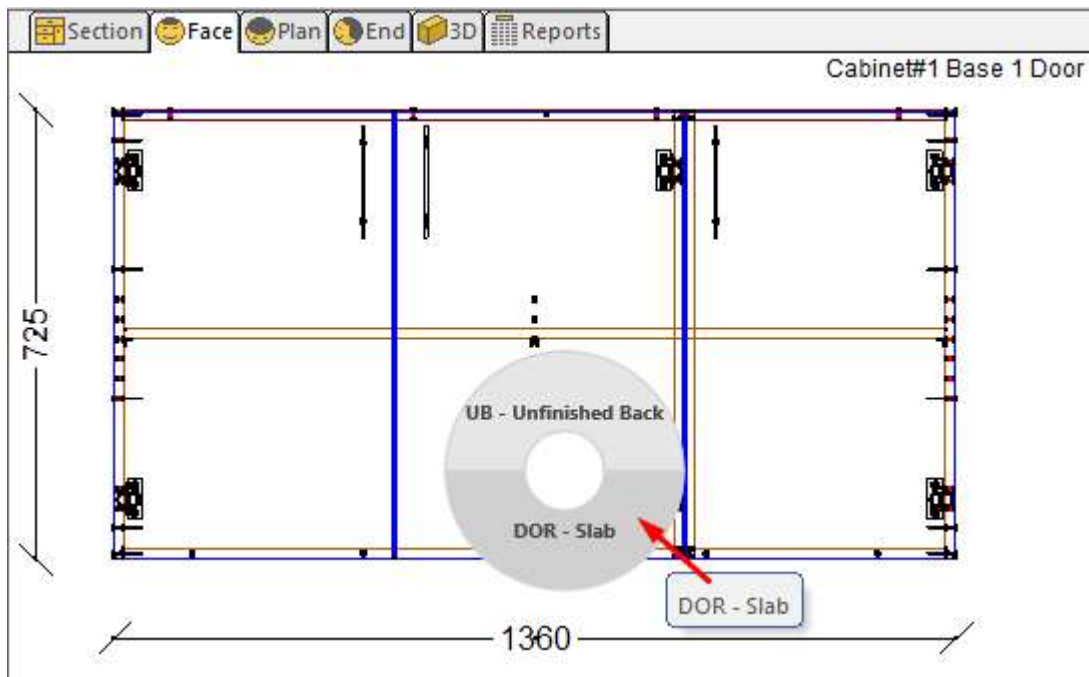 Section Face Plan End 3D Reports
Cabinet#1 Base 1 Door
725
UB - Unfinished Back
DOR - Slab
DOR - Slab
1360